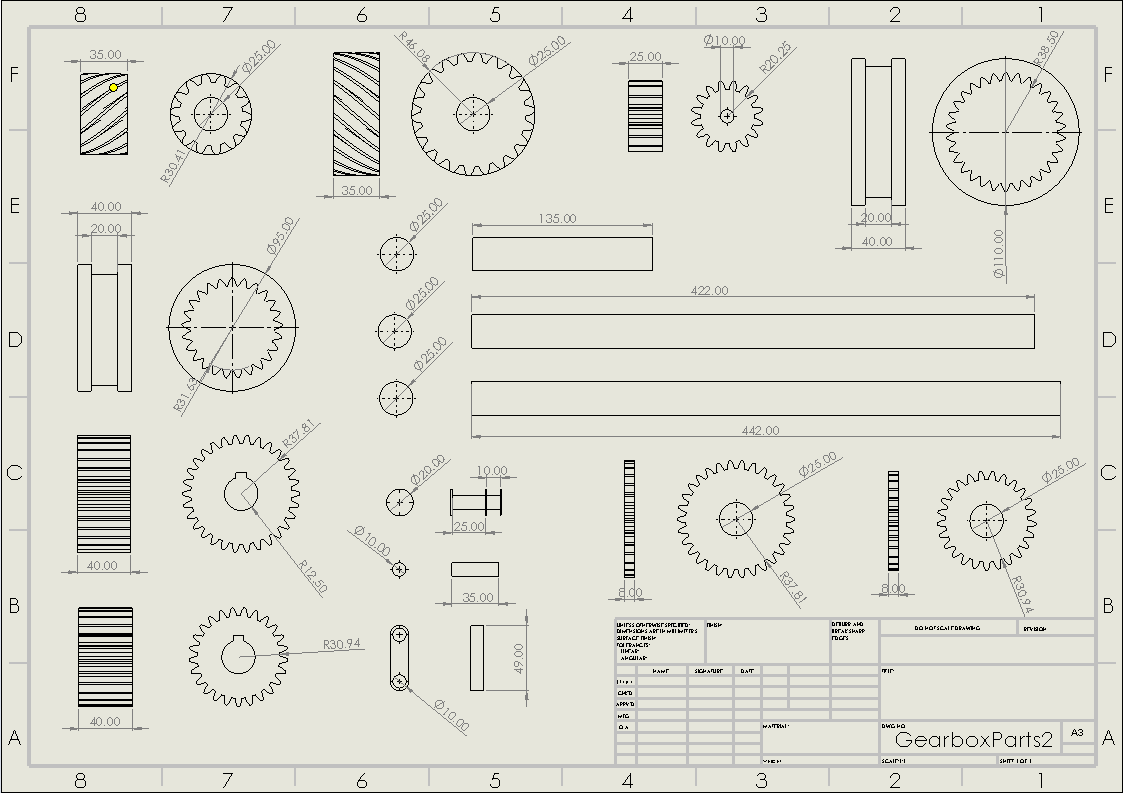 8 7 6 5 4 3 2 1
F
F
35.00
Ø25.00
R30.41
35.00
R46.08
Ø25.00
25.00
Ø10.00
R20.25
20.00
40.00
R38.50
Ø110.00
E
E
40.00
20.00
Ø95.00
R31.63
Ø25.00
135.00
D
D
Ø25.00
422.00
Ø25.00
442.00
C
C
40.00
R37.81
R12.50
Ø20.00
10.00
25.00
8.00
Ø25.00
R37.81
8.00
Ø25.00
R30.94
B
B
Ø10.00
35.00
40.00
R30.94
49.00
Ø10.00
A
A
UNLESS OTHERWISE SPECIFIED:
DIMENSIONS ARE IN MILLIMETERS
SURFACE FINISH:
TOLERANCES:
LINEAR:
ANGULAR:
FINISH:
DEBURR AND
BREAK SHARP
EDGES
DO NOT SCALE DRAWING
REVISION
NAME
SIGNATURE
DATE
TITLE:
CHK'D
APPV'D
MFG
Q.A
MATERIAL:
DWG NO.
GearboxParts2
A3
WEIGHT:
SHEET 1 OF 1
8 7 6 5 4 3 2 1